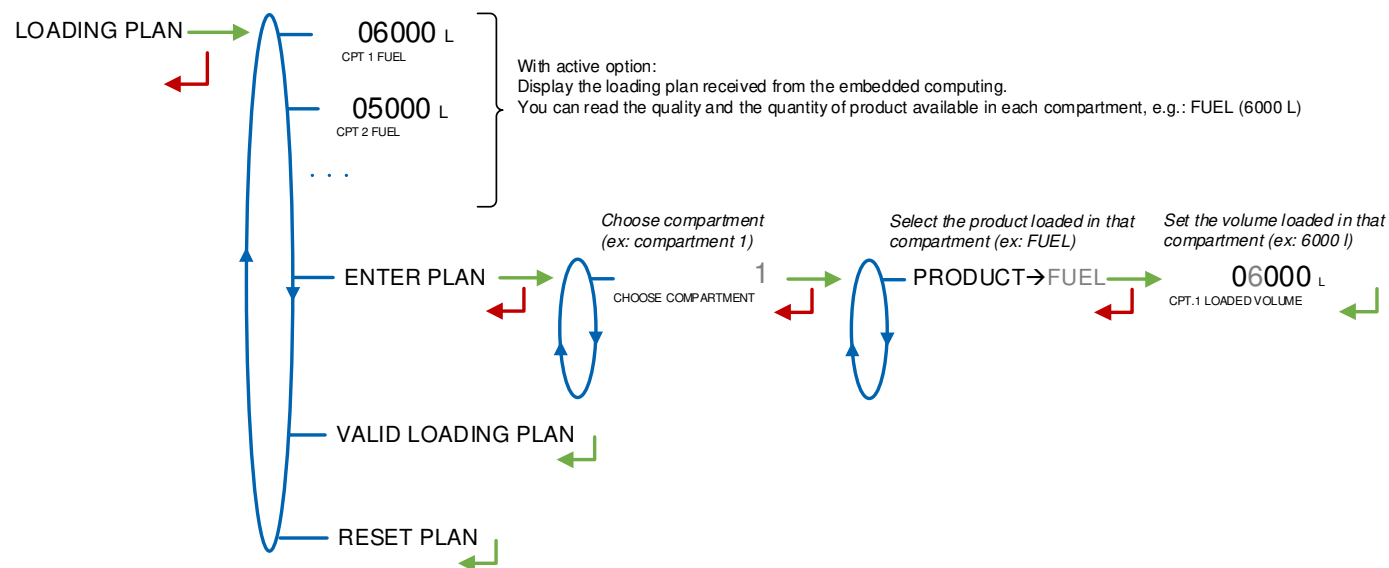 LOADING PLAN
06000 L
CPT 1 FUEL
05000 L
CPT 2 FUEL
. . .
With active option:
Display the loading plan received from the embedded computing.
You can read the quality and the quantity of product available in each compartment, e.g.: FUEL (6000 L)
ENTER PLAN
Choose compartment
(ex: compartment 1)
1
CHOOSE COMPARTMENT
Select the product loaded in that
compartment (ex: FUEL)
PRODUCT→FUEL
Set the volume loaded in that
compartment (ex: 6000 l)
06000 L
CPT.1 LOADED VOLUME
VALID LOADING PLAN
RESET PLAN